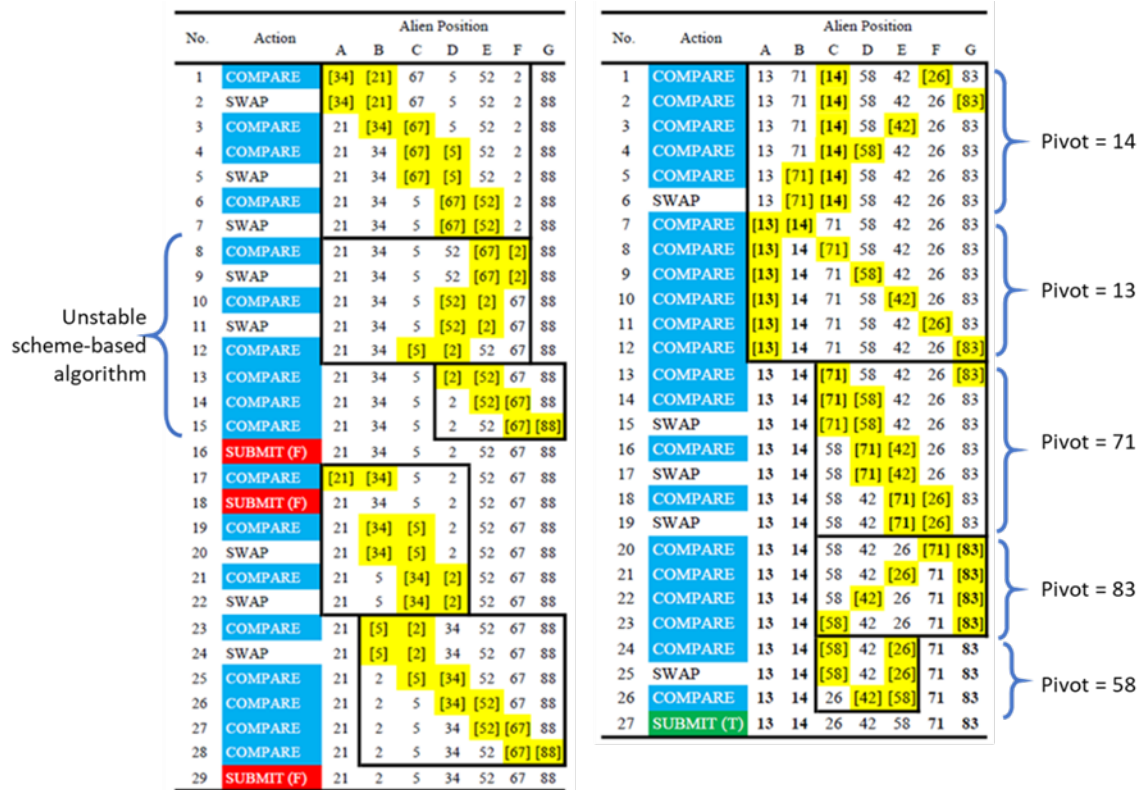 Alien Position
No. Action A B C D E F G
1 COMPARE [34] [21] 67 5 52 2 88
2 SWAP [34] [21] 67 5 52 2 88
3 COMPARE 21 [34] [67] 5 52 2 88
4 COMPARE 21 34 [67] [5] 52 2 88
5 SWAP 21 34 [67] [5] 52 2 88
6 COMPARE 21 34 5 [67] [52] 2 88
7 SWAP 21 34 5 [67] [52] 2 88
8 COMPARE 21 34 5 52 [67] [2] 88
9 SWAP 21 34 5 52 [67] [2] 88
10 COMPARE 21 34 5 [52] [2] 67 88
11 SWAP 21 34 5 [52] [2] 67 88
12 COMPARE 21 34 [5] [2] 52 67 88
13 COMPARE 21 34 5 [2] [52] 67 88
14 COMPARE 21 34 5 2 [52] [67] 88
15 COMPARE 21 34 5 2 52 [67] [88]
16 SUBMIT (F) 21 34 5 2 52 67 88
17 COMPARE [21] [34] 5 2 52 67 88
18 SUBMIT (F) 21 34 5 2 52 67 88
19 COMPARE 21 [34] [5] 2 52 67 88
20 SWAP 21 [34] [5] 2 52 67 88
21 COMPARE 21 5 [34] [2] 52 67 88
22 SWAP 21 5 [34] [2] 52 67 88
23 COMPARE 21 [5] [2] 34 52 67 88
24 SWAP 21 [5] [2] 34 52 67 88
25 COMPARE 21 2 [5] [34] 52 67 88
26 COMPARE 21 2 5 [34] [52] 67 88
27 COMPARE 21 2 5 34 [52] [67] 88
28 COMPARE 21 2 5 34 52 [67] [88]
29 SUBMIT (F) 21 2 5 34 52 67 88
Unstable
scheme-based
algorithm
Alien Position
No. Action A B C D E F G
1 COMPARE 13 71 [14] 58 42 [26] 83
2 COMPARE 13 71 [14] 58 42 26 [83]
3 COMPARE 13 71 [14] 58 [42] 26 83
4 COMPARE 13 71 [14] [58] 42 26 83
5 COMPARE 13 [71] [14] 58 42 26 83
6 SWAP 13 [71] [14] 58 42 26 83
7 COMPARE [13] [14] 71 58 42 26 83
8 COMPARE [13] 14 [71] 58 42 26 83
9 COMPARE [13] 14 71 [58] 42 26 83
10 COMPARE [13] 14 71 58 [42] 26 83
11 COMPARE [13] 14 71 58 42 [26] 83
12 COMPARE [13] 14 71 58 42 26 [83]
13 COMPARE 13 14 [71] 58 42 26 [83]
14 COMPARE 13 14 [71] [58] 42 26 83
15 SWAP 13 14 [71] [58] 42 26 83
16 COMPARE 13 14 58 [71] [42] 26 83
17 SWAP 13 14 58 [71] [42] 26 83
18 COMPARE 13 14 58 42 [71] [26] 83
19 SWAP 13 14 58 42 [71] [26] 83
20 COMPARE 13 14 58 42 26 [71] [83]
21 COMPARE 13 14 58 42 [26] 71 [83]
22 COMPARE 13 14 58 [42] 26 71 [83]
23 COMPARE 13 14 [58] 42 26 71 [83]
24 COMPARE 13 14 [58] 42 [26] 71 83
25 SWAP 13 14 [58] 42 [26] 71 83
26 COMPARE 13 14 26 [42] [58] 71 83
27 SUBMIT (T) 13 14 26 42 58 71 83
Pivot = 14
Pivot = 13
Pivot = 71
Pivot = 83
Pivot = 58